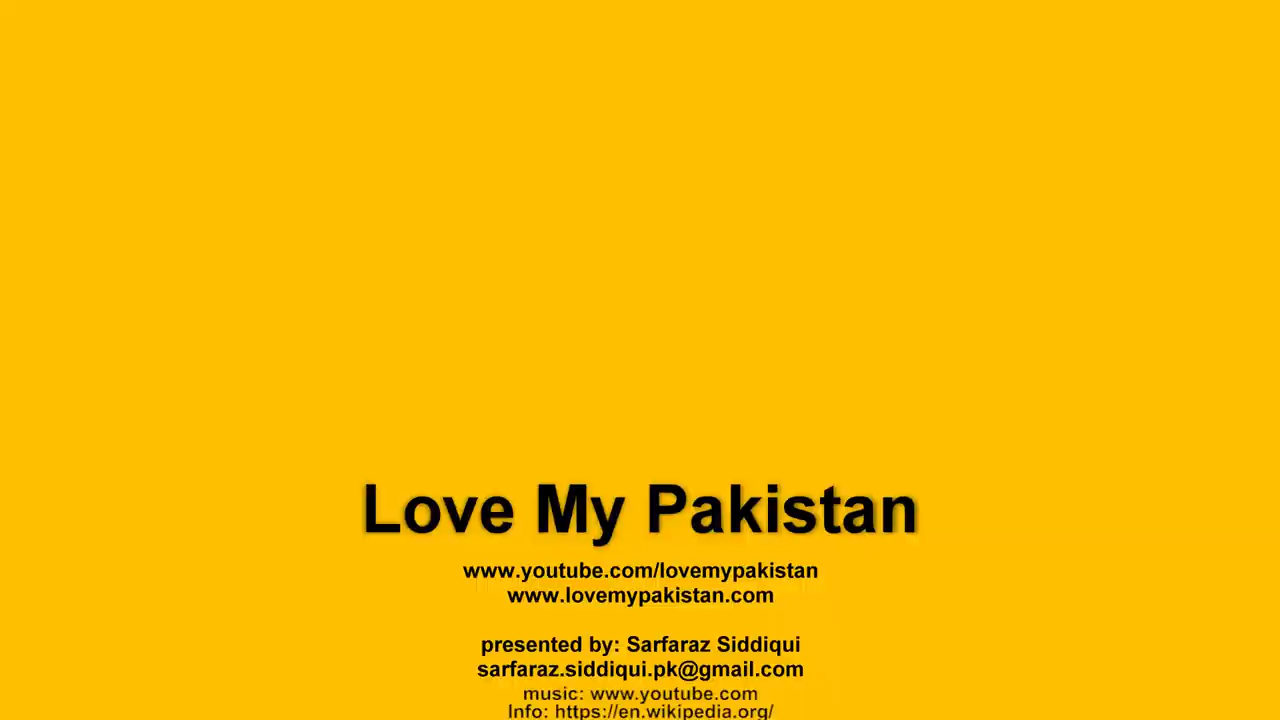 Love My Pakistan
www.youtube.com/lovemypakistan
www.lovemypakistan.com
presented by: Sarfaraz Siddiqui
sarfaraz.siddiqui.pk@gmail.com
music: www.youtube.com
Info: https://en.wikipedia.org/